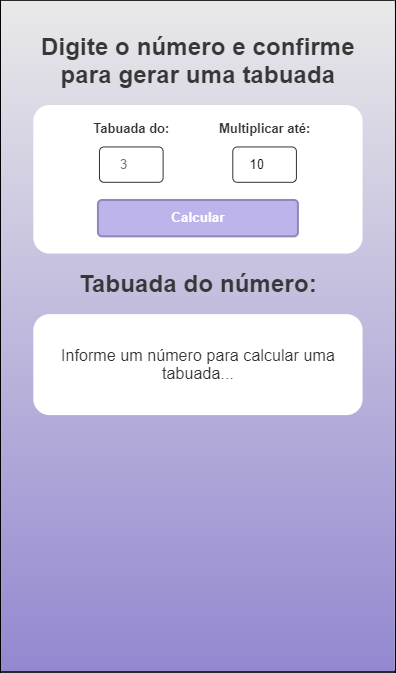 Digite o número e confirme
para gerar uma tabuada
Tabuada do: Multiplicar até:
3 10
Calcular
Tabuada do número:
Informe um número para calcular uma
tabuada...